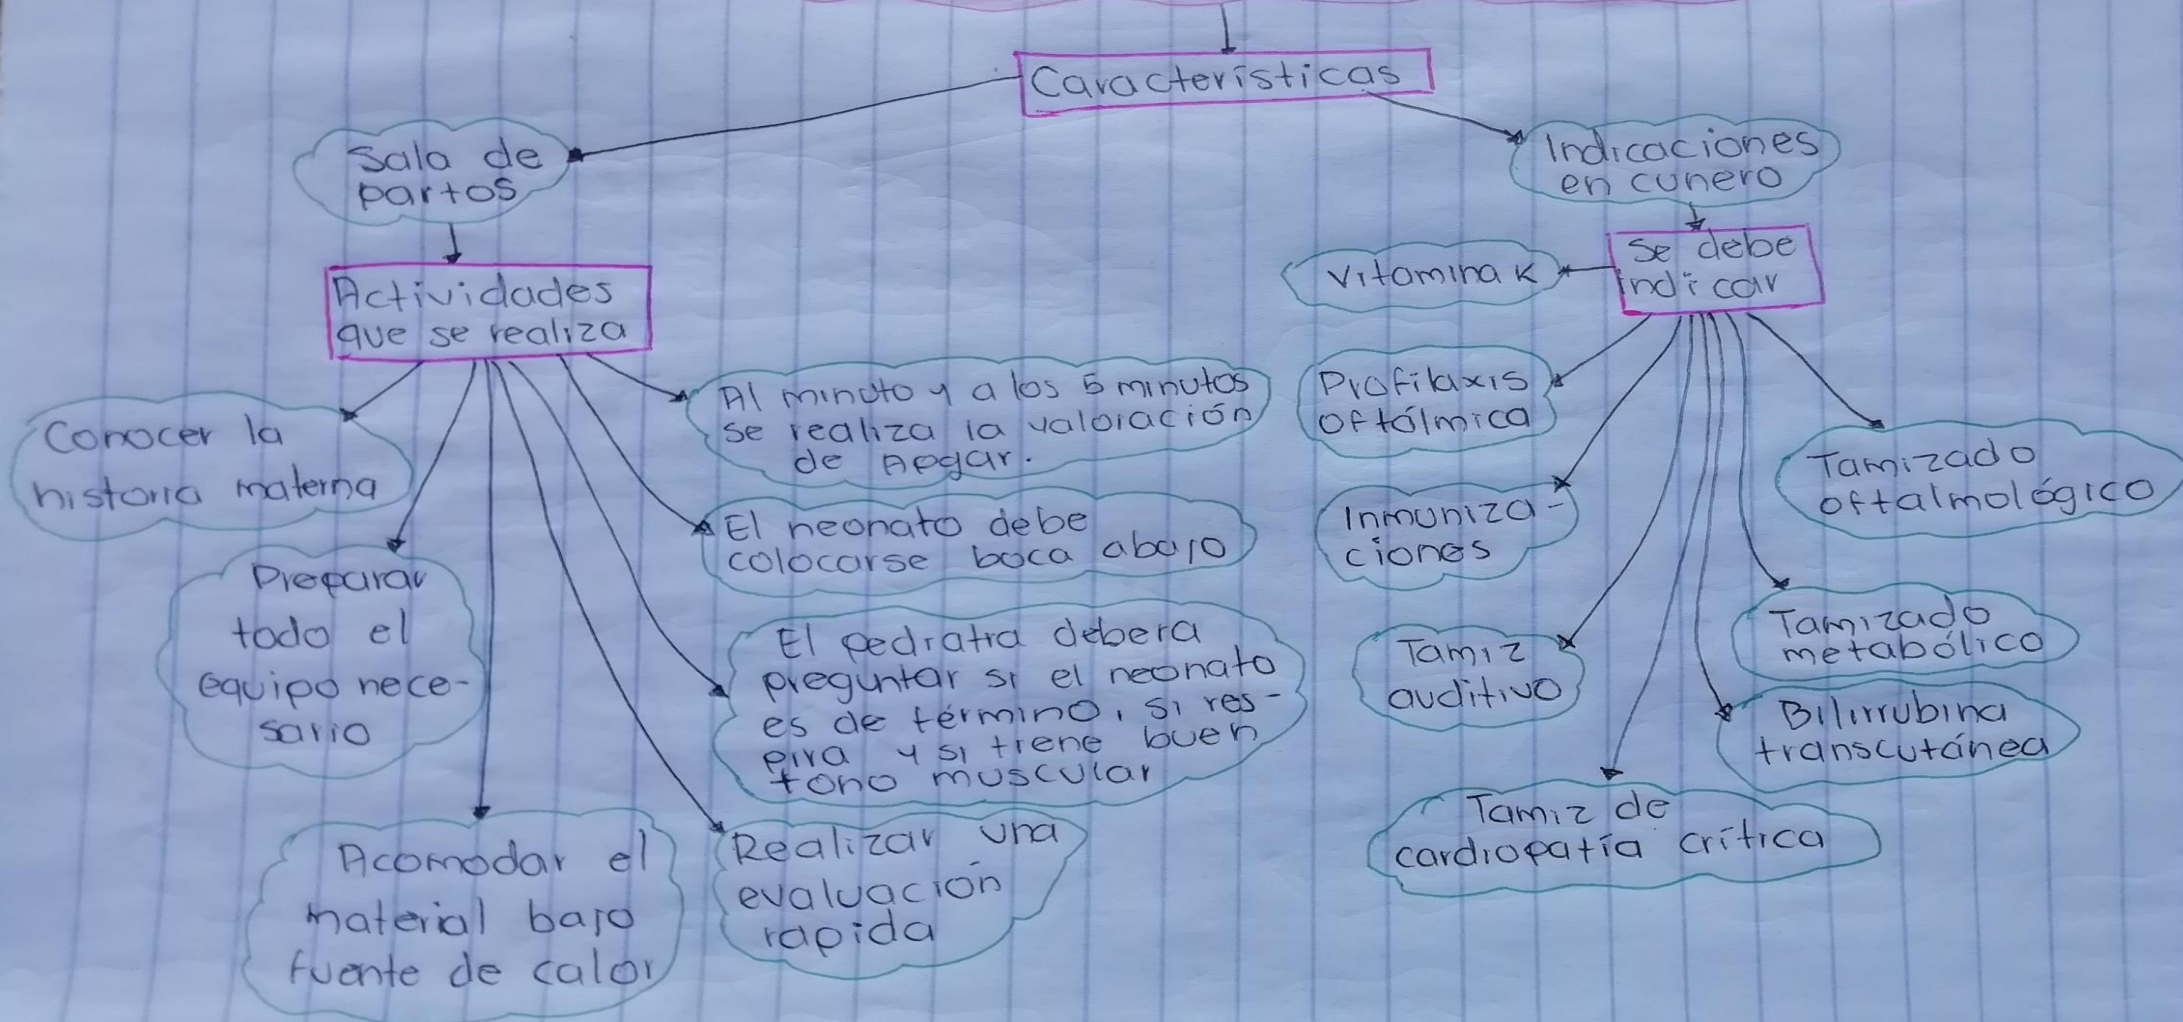 Características
Sala de
partos
Indicaciones
en cunero
Actividades
que se realiza
Se debe
indicar
Vitamina K
Conocer la
historia materna
Preparar
todo el
equipo nece-
sario
Acomodar el
material bajo
fuente de calor
Al minuto y a los 5 minutos
se realiza la valoración
de Apgar.
El neonato debe
colocarse boca abajo
El pediatra debera
preguntar si el neonato
es de término, si res-
pira y si tiene buen
tono muscular
Realizar una
evaluación
rapida
Profilaxis
oftálmica
Inmuniza-
ciones
Tamiz
auditivo
Tamiz de
cardiopatía crítica
Bilirrubina
transcutánea
Tamizado
metabólico
Tamizado
oftalmológico